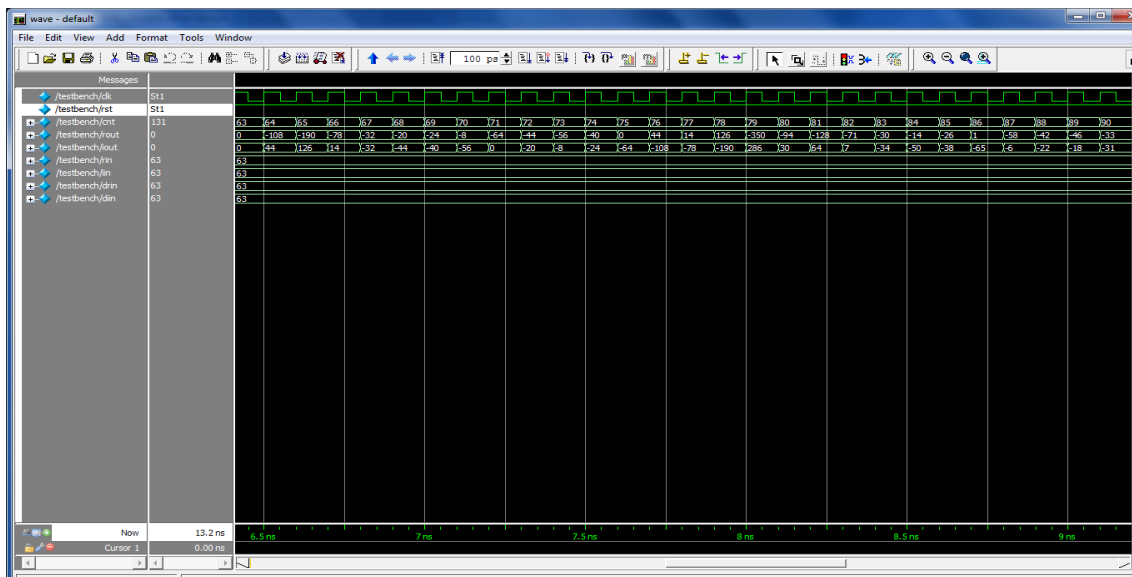 wave - default
File Edit View Add Format Tools Window
100 ps
Messages
/testbench/clk St1
/testbench/rst St1
/testbench/cnt 131 63 64 65 66 67 68 69 70 71 72 73 74 75 76 77 78 79 80 81 82 83 84 85 86 87 88 89 90
/testbench/rout 0 0 -108 -190 -78 -32 -20 -24 -8 -64 -44 -56 -40 0 44 14 126 -350 -94 -128 -71 -30 -14 -26 1 -58 -42 -46 -33
/testbench/iout 0 0 44 126 14 -32 -44 -40 -56 0 -20 -8 -24 -64 -108 -78 -190 286 30 64 7 -34 -50 -38 -65 -6 -22 -18 -31
/testbench/rin 63 63
/testbench/iin 63 63
/testbench/drin 63 63
/testbench/diin 63 63
Now 13.2 ns 6.5 ns 7 ns 7.5 ns 8 ns 8.5 ns 9 ns
Cursor 1 0.00 ns